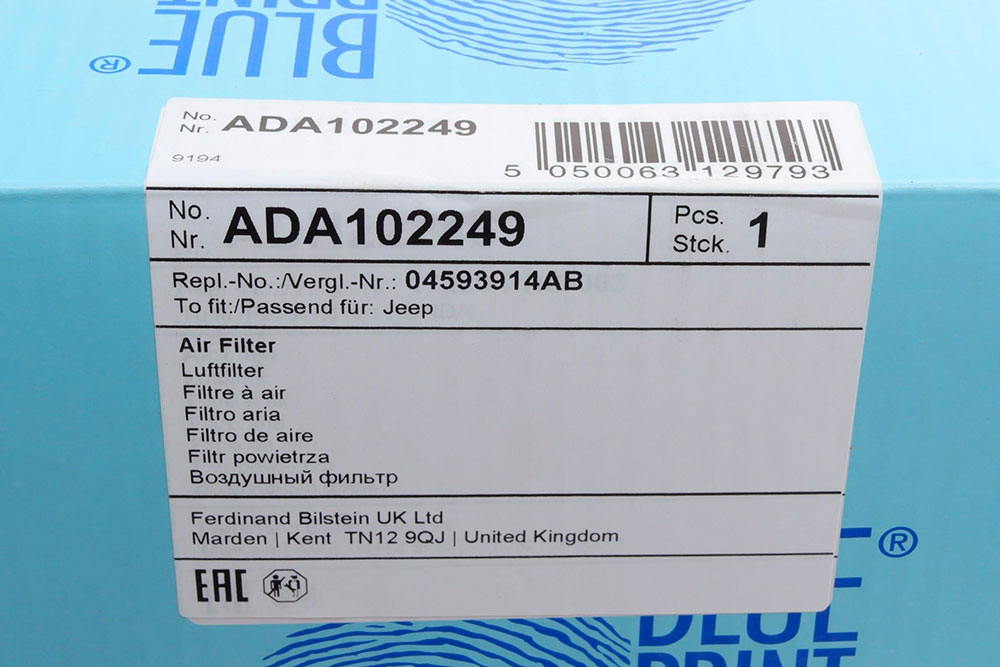 PRINT
BLUE®
No.
Nr. ADA102249
9194
5 050063 129793
No.
Nr. ADA102249
Pcs.
Stck. 1
Repl.-No.:/Vergl.-Nr.: 04593914AB
To fit:/Passend für: Jeep
Air Filter
Luftfilter
Filtre à air
Filtro aria
Filtro de aire
Filtr powietrza
Воздушный фильтр
Ferdinand Bilstein UK Ltd
Marden | Kent TN12 9QJ | United Kingdom
EAC
BLUE®
PRINT